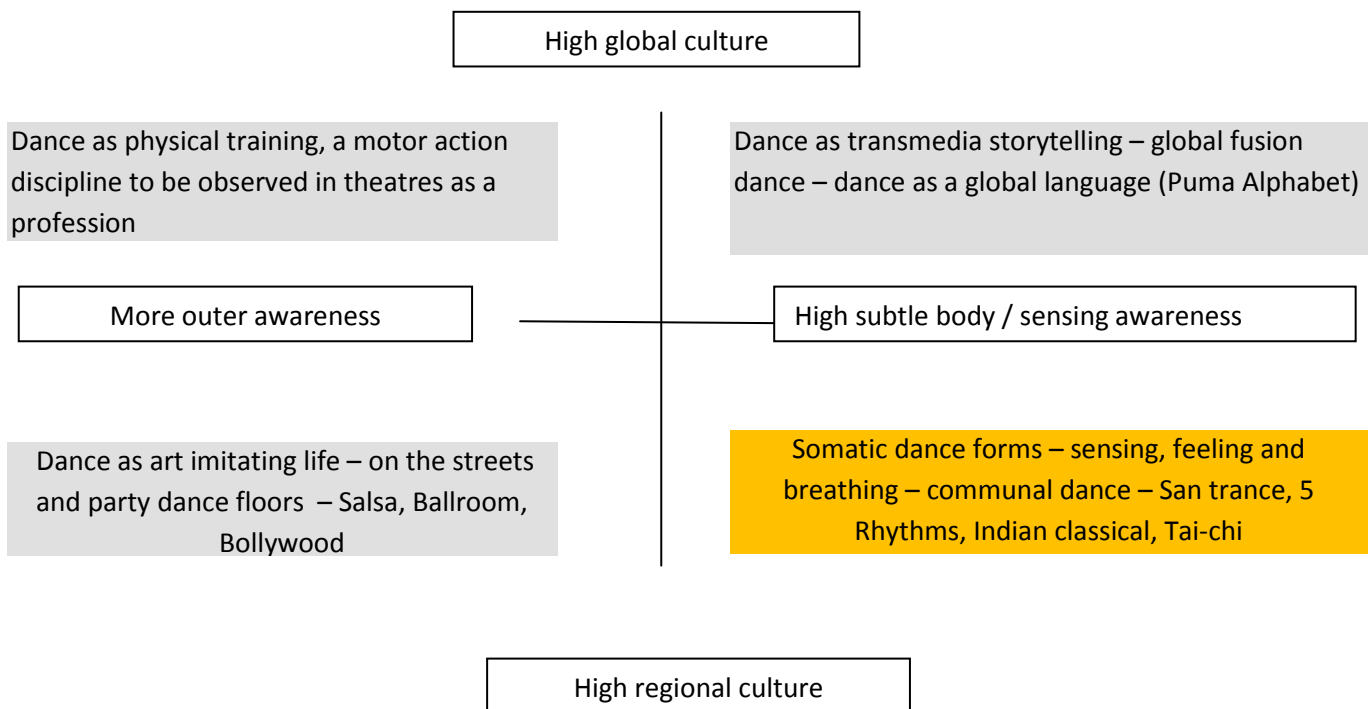 High global culture
Dance as physical training, a motor action
discipline to be observed in theatres as a
profession
Dance as transmedia storytelling – global fusion
dance – dance as a global language (Puma Alphabet)
More outer awareness
High subtle body / sensing awareness
Dance as art imitating life – on the streets
and party dance floors – Salsa, Ballroom,
Bollywood
Somatic dance forms – sensing, feeling and
breathing – communal dance – San trance, 5
Rhythms, Indian classical, Tai-chi
High regional culture